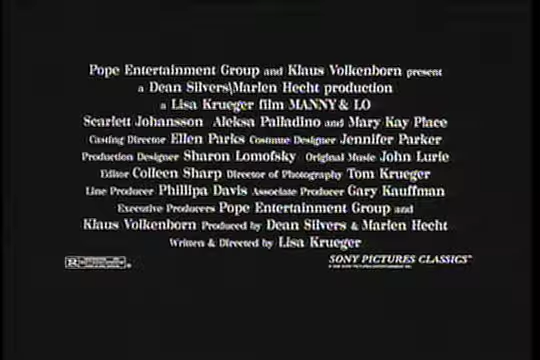 Pope Entertainment Group and Klaus Volkenborn present
a Dean Silvers\Marlen Hecht production
a Lisa Krueger film MANNY & LO
Scarlett Johansson Aleksa Palladino and Mary Kay Place
Casting Director Ellen Parks Costume Designer Jennifer Parker
Production Designer Sharon Lomofsky Original Music John Lurie
Editor Colleen Sharp Director of Photography Tom Krueger
Line Producer Phillipa Davis Associate Producer Gary Kauffman
Executive Producers Pope Entertainment Group and
Klaus Volkenborn Produced by Dean Silvers & Marlen Hecht
Written & Directed by Lisa Krueger
R
SONY PICTURES CLASSICS™